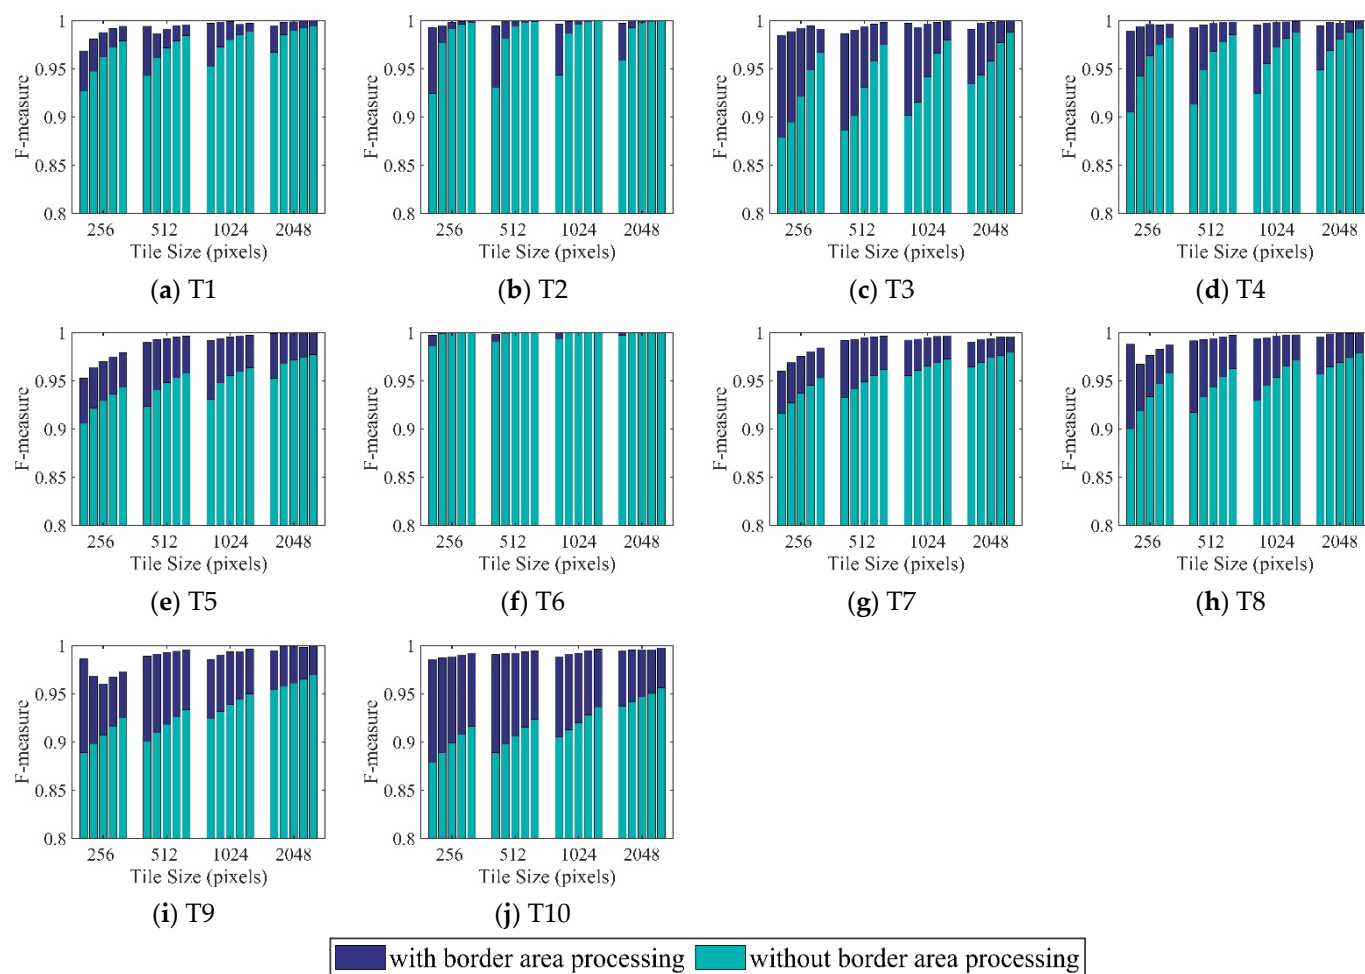 1
0.95
0.9
0.85
0.8
F-measure
256 512 1024 2048
Tile Size (pixels)
(a) T1
1
0.95
0.9
0.85
0.8
F-measure
256 512 1024 2048
Tile Size (pixels)
(b) T2
1
0.95
0.9
0.85
0.8
F-measure
256 512 1024 2048
Tile Size (pixels)
(c) T3
1
0.95
0.9
0.85
0.8
F-measure
256 512 1024 2048
Tile Size (pixels)
(d) T4
1
0.95
0.9
0.85
0.8
F-measure
256 512 1024 2048
Tile Size (pixels)
(e) T5
1
0.95
0.9
0.85
0.8
F-measure
256 512 1024 2048
Tile Size (pixels)
(f) T6
1
0.95
0.9
0.85
0.8
F-measure
256 512 1024 2048
Tile Size (pixels)
(g) T7
1
0.95
0.9
0.85
0.8
F-measure
256 512 1024 2048
Tile Size (pixels)
(h) T8
1
0.95
0.9
0.85
0.8
F-measure
256 512 1024 2048
Tile Size (pixels)
(i) T9
1
0.95
0.9
0.85
0.8
F-measure
256 512 1024 2048
Tile Size (pixels)
(j) T10
with border area processing without border area processing